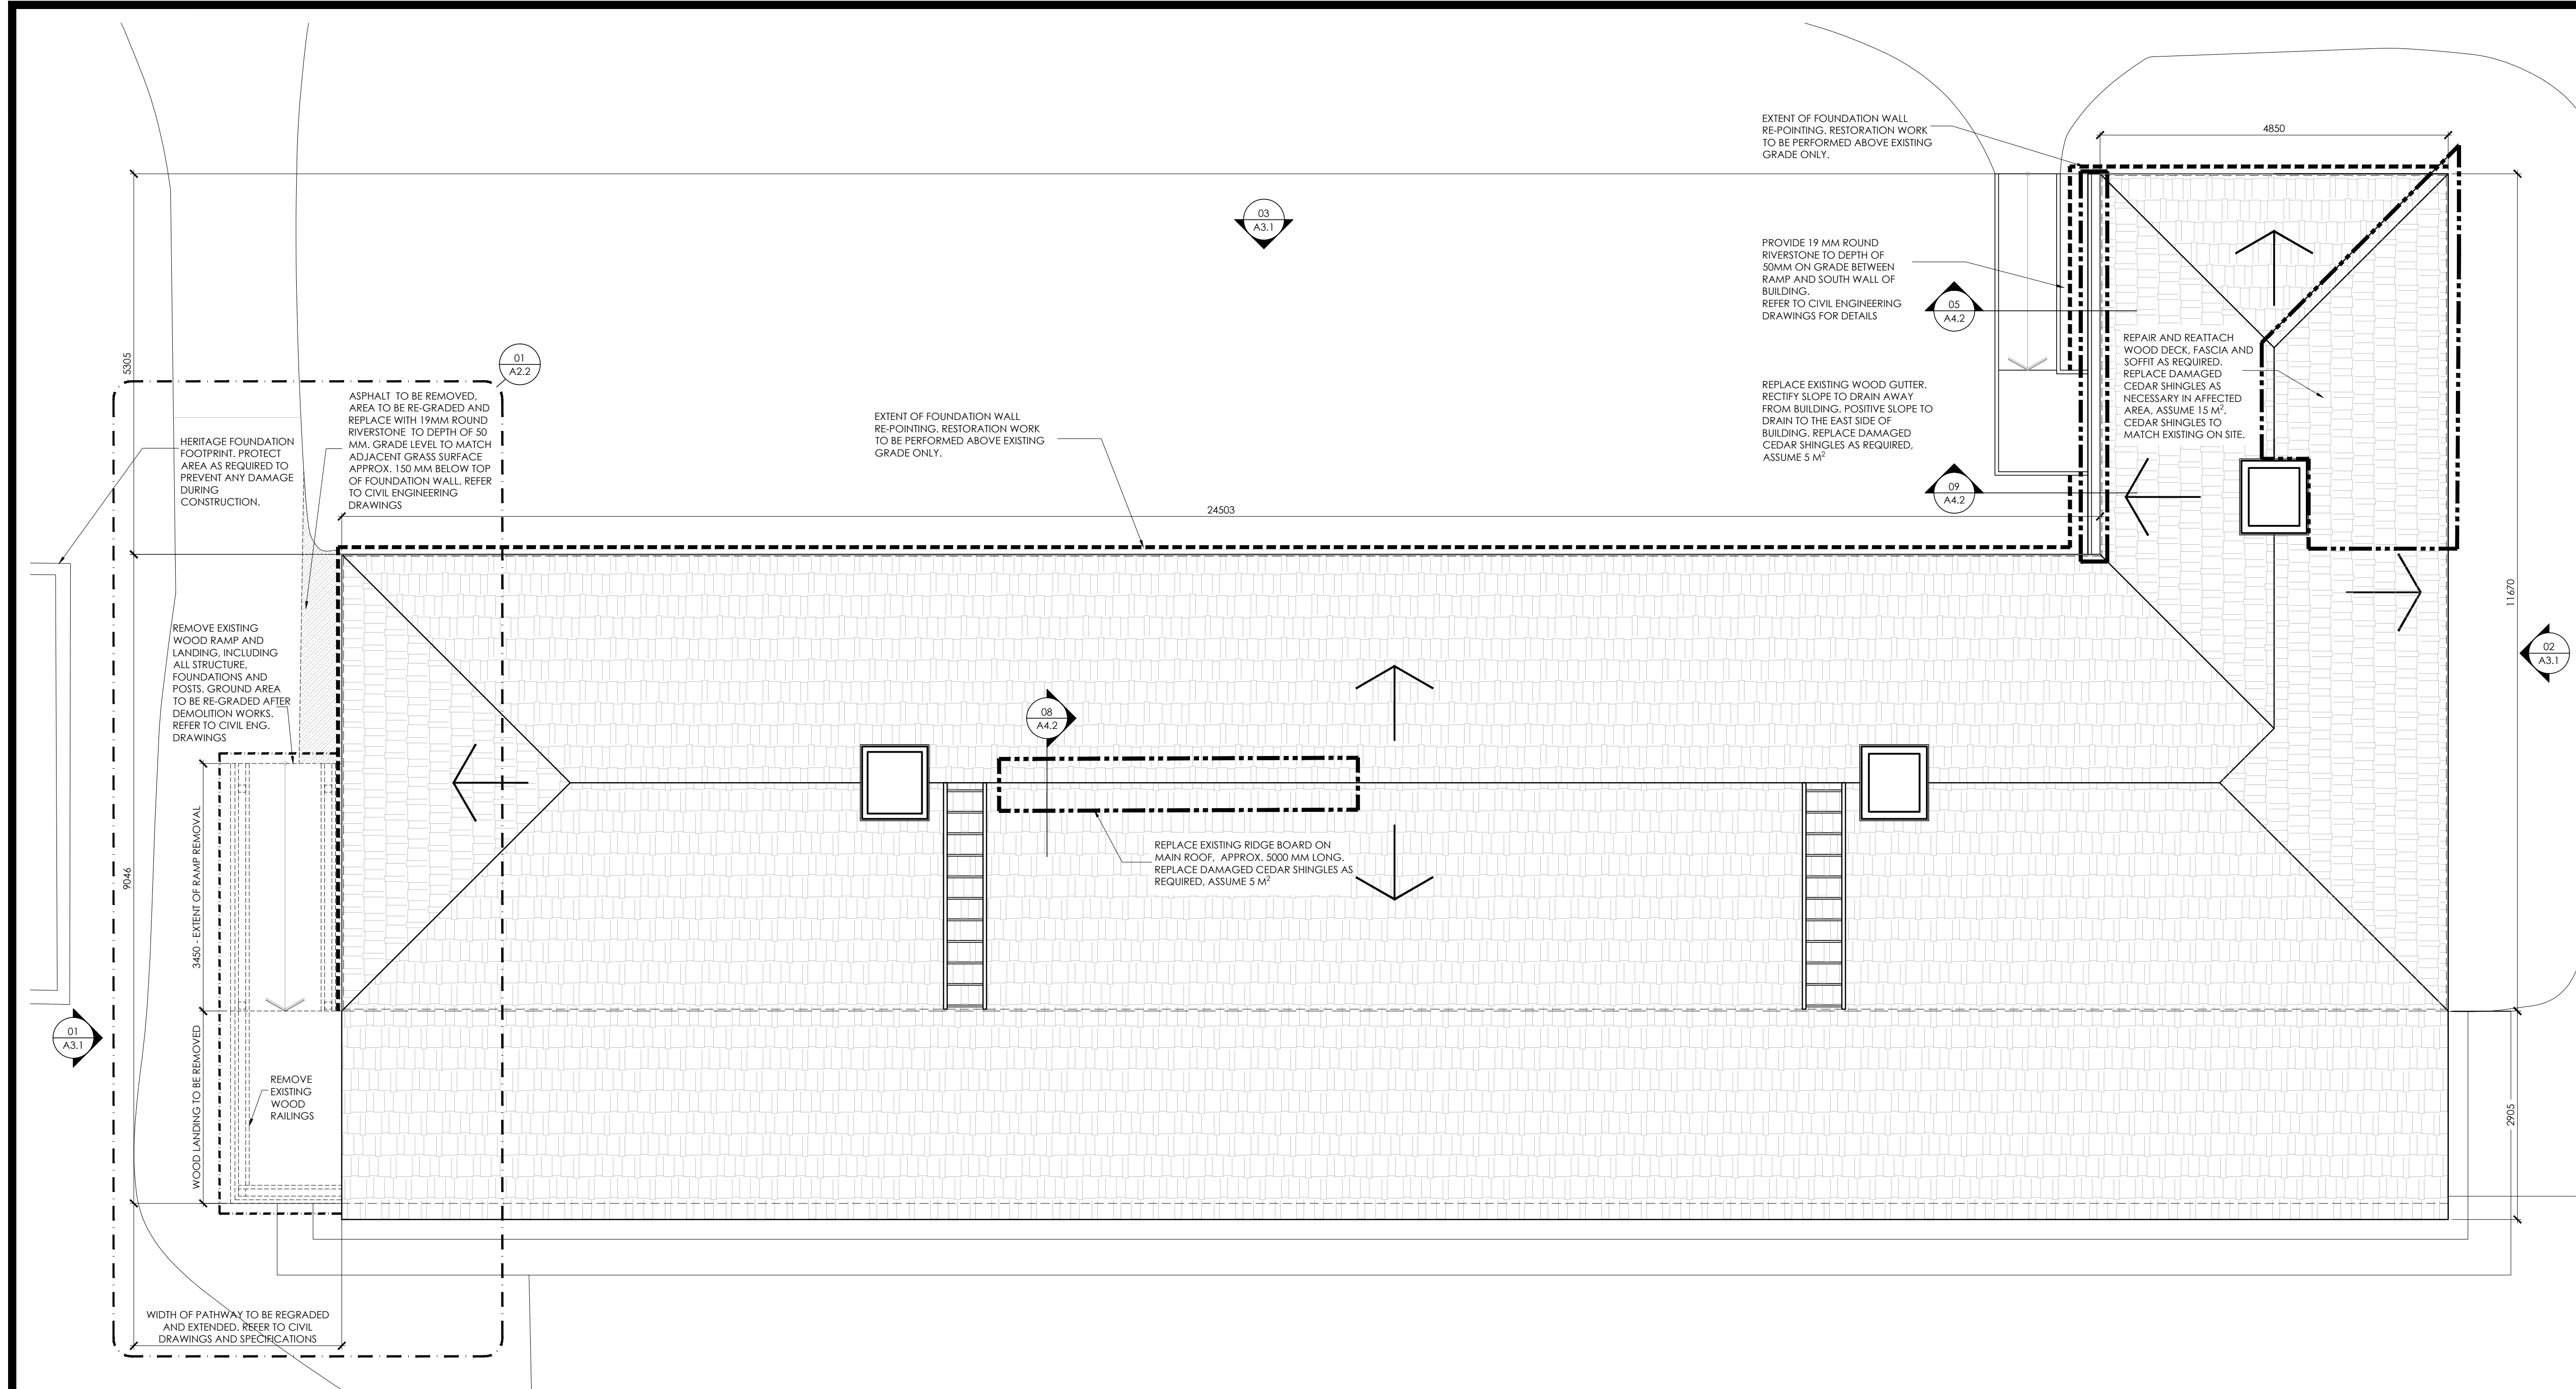 EXTENT OF FOUNDATION WALL
RE-POINTING. RESTORATION WORK
TO BE PERFORMED ABOVE EXISTING
GRADE ONLY.
4850
03
A3.1
PROVIDE 19 MM ROUND
RIVERSTONE TO DEPTH OF
50MM ON GRADE BETWEEN
RAMP AND SOUTH WALL OF
BUILDING.
REFER TO CIVIL ENGINEERING
DRAWINGS FOR DETAILS
05
A4.2
REPAIR AND REATTACH
WOOD DECK, FASCIA AND
SOFFIT AS REQUIRED.
REPLACE DAMAGED
CEDAR SHINGLES AS
NECESSARY IN AFFECTED
AREA, ASSUME 15 M².
CEDAR SHINGLES TO
MATCH EXISTING ON SITE.
5305
01
A2.2
ASPHALT TO BE REMOVED,
AREA TO BE RE-GRADED AND
REPLACE WITH 19MM ROUND
RIVERSTONE TO DEPTH OF 50
MM. GRADE LEVEL TO MATCH
ADJACENT GRASS SURFACE
APPROX. 150 MM BELOW TOP
OF FOUNDATION WALL. REFER
TO CIVIL ENGINEERING
DRAWINGS
HERITAGE FOUNDATION
FOOTPRINT. PROTECT
AREA AS REQUIRED TO
PREVENT ANY DAMAGE
DURING
CONSTRUCTION.
EXTENT OF FOUNDATION WALL
RE-POINTING. RESTORATION WORK
TO BE PERFORMED ABOVE EXISTING
GRADE ONLY.
REPLACE EXISTING WOOD GUTTER.
RECTIFY SLOPE TO DRAIN AWAY
FROM BUILDING. POSITIVE SLOPE TO
DRAIN TO THE EAST SIDE OF
BUILDING. REPLACE DAMAGED
CEDAR SHINGLES AS REQUIRED,
ASSUME 5 M²
09
A4.2
24503
11670
REMOVE EXISTING
WOOD RAMP AND
LANDING, INCLUDING
ALL STRUCTURE,
FOUNDATIONS AND
POSTS. GROUND AREA
TO BE RE-GRADED AFTER
DEMOLITION WORKS.
REFER TO CIVIL ENG.
DRAWINGS
02
A3.1
08
A4.2
9046
3450 - EXTENT OF RAMP REMOVAL
REPLACE EXISTING RIDGE BOARD ON
MAIN ROOF, APPROX. 5000 MM LONG.
REPLACE DAMAGED CEDAR SHINGLES AS
REQUIRED, ASSUME 5 M²
01
A3.1
WOOD LANDING TO BE REMOVED
REMOVE
EXISTING
WOOD
RAILINGS
2905
WIDTH OF PATHWAY TO BE REGRADED
AND EXTENDED. REFER TO CIVIL
DRAWINGS AND SPECIFICATIONS